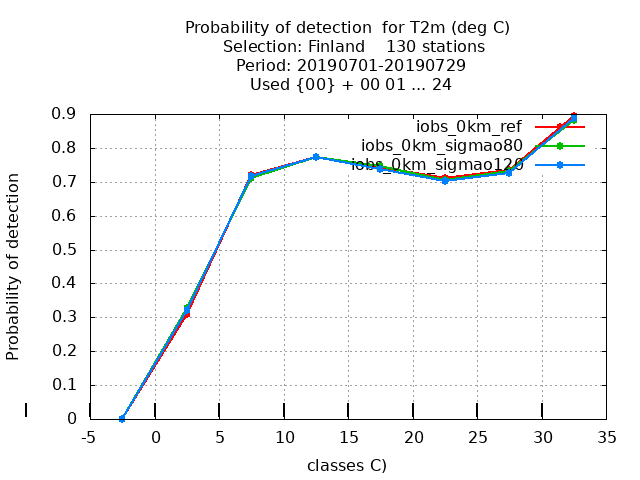 Probability of detection  for T2m (deg C)
Selection: Finland    130 stations
Period: 20190701-20190729
Used {00} + 00 01 ... 24
iobs_0km_ref
iobs_0km_sigmao80
iobs_0km_sigmao120
Probability of detection
0.9
0.8
0.7
0.6
0.5
0.4
0.3
0.2
0.1
0
-5 0 5 10 15 20 25 30 35
classes C)